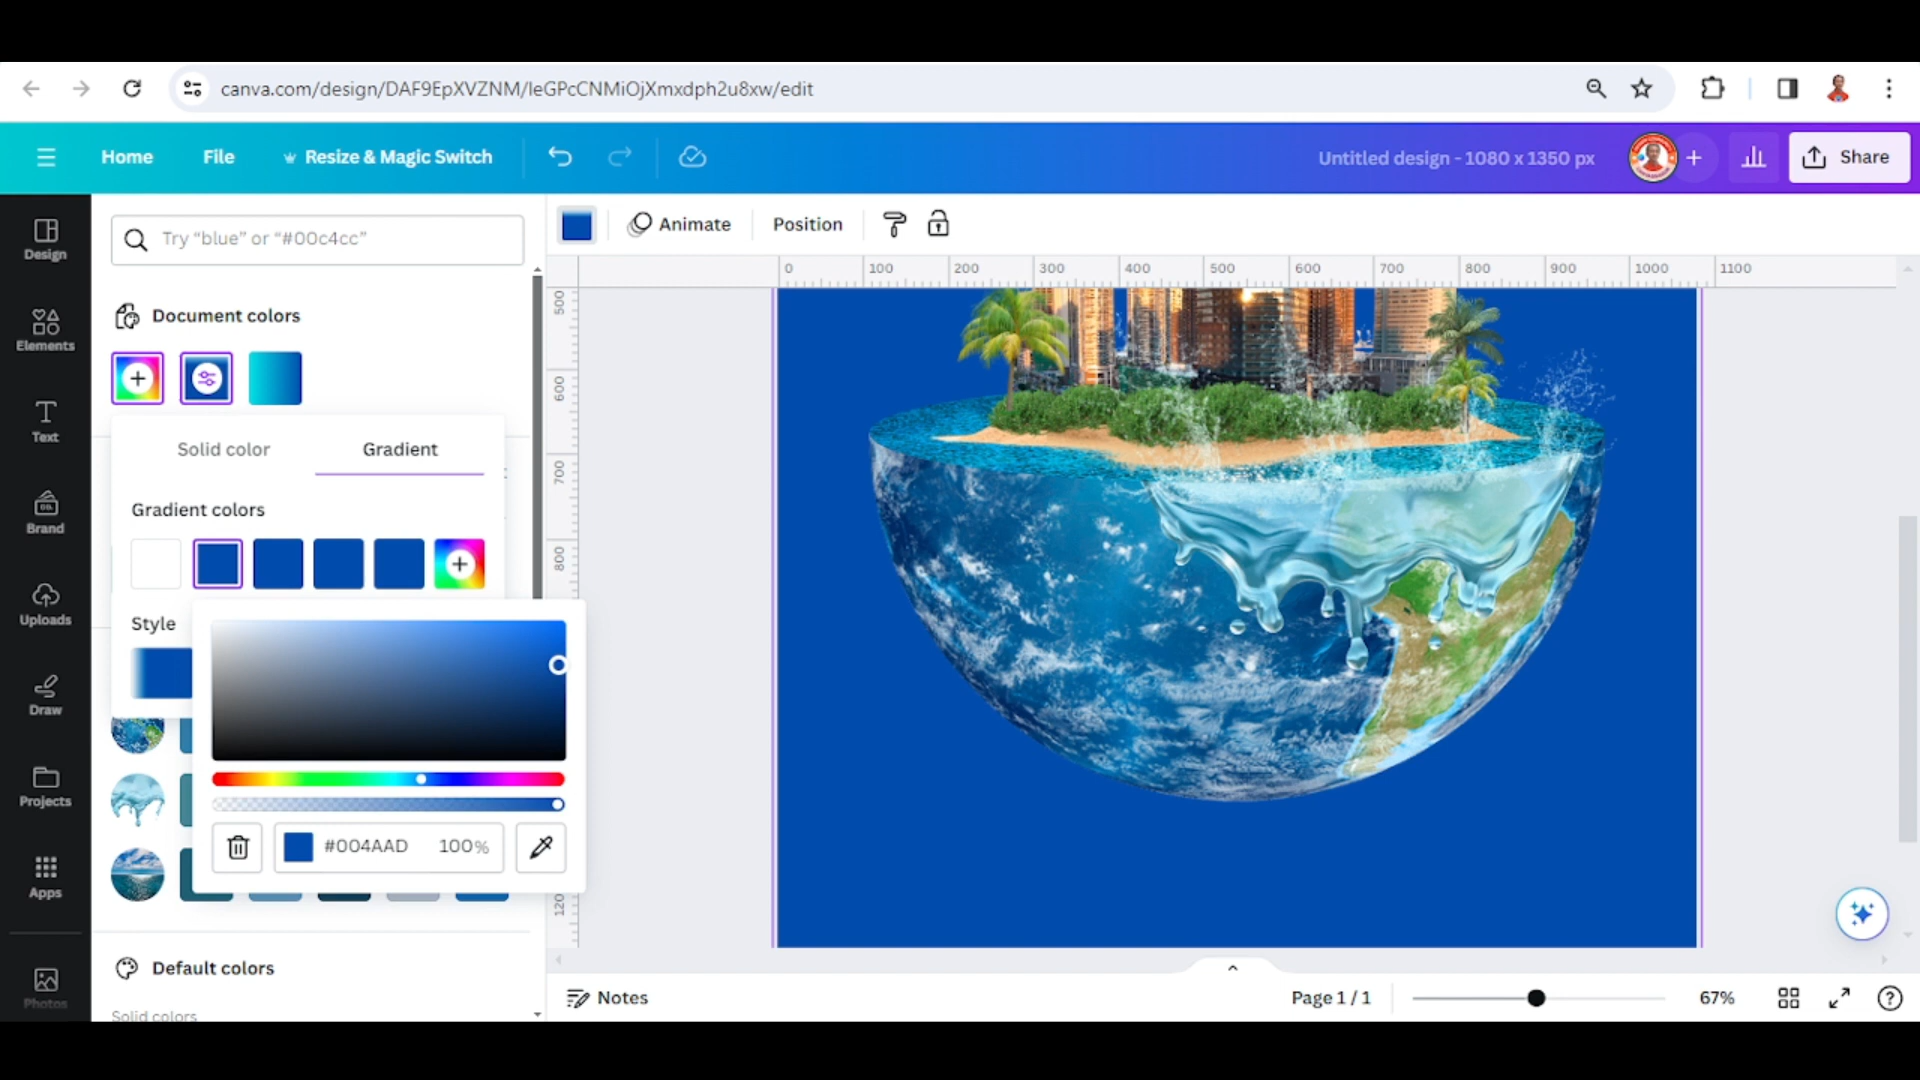 canva.com/design/DAF9EpXVZNM/IeGPcCNMiOjXmxdph2u8xw/edit
Home File Resize & Magic Switch Untitled design - 1080 x 1350 px Share
Design
Elements
Text
Brand
Uploads
Draw
Projects
Apps
Photos
Try “blue” or “#00c4cc”
Document colors
Solid color Gradient
Gradient colors
Style
#004AAD 100%
Default colors
Solid colors
Animate Position
0 100 200 300 400 500 600 700 800 900 1000 1100
500
600
700
800
120
Notes Page 1 / 1 67%